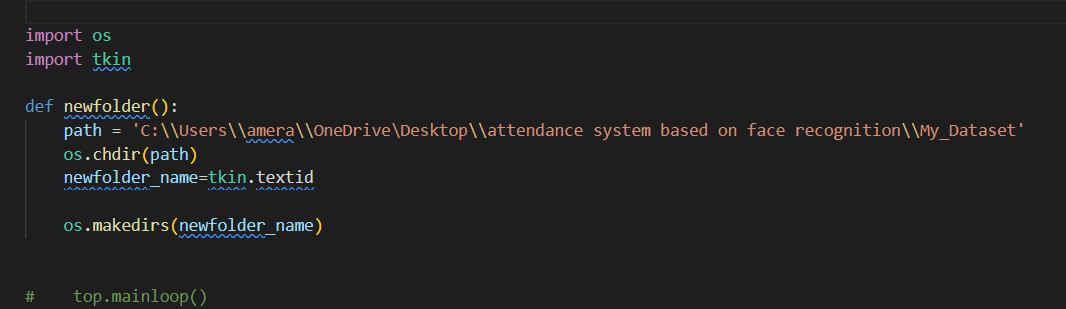 import os
import tkin
def newfolder():
    path = 'C:\\Users\\amera\\OneDrive\Desktop\\attendance system based on face recognition\\My_Dataset'
    os.chdir(path)
    newfolder_name=tkin.textid
    os.makedirs(newfolder_name)
#    top.mainloop()